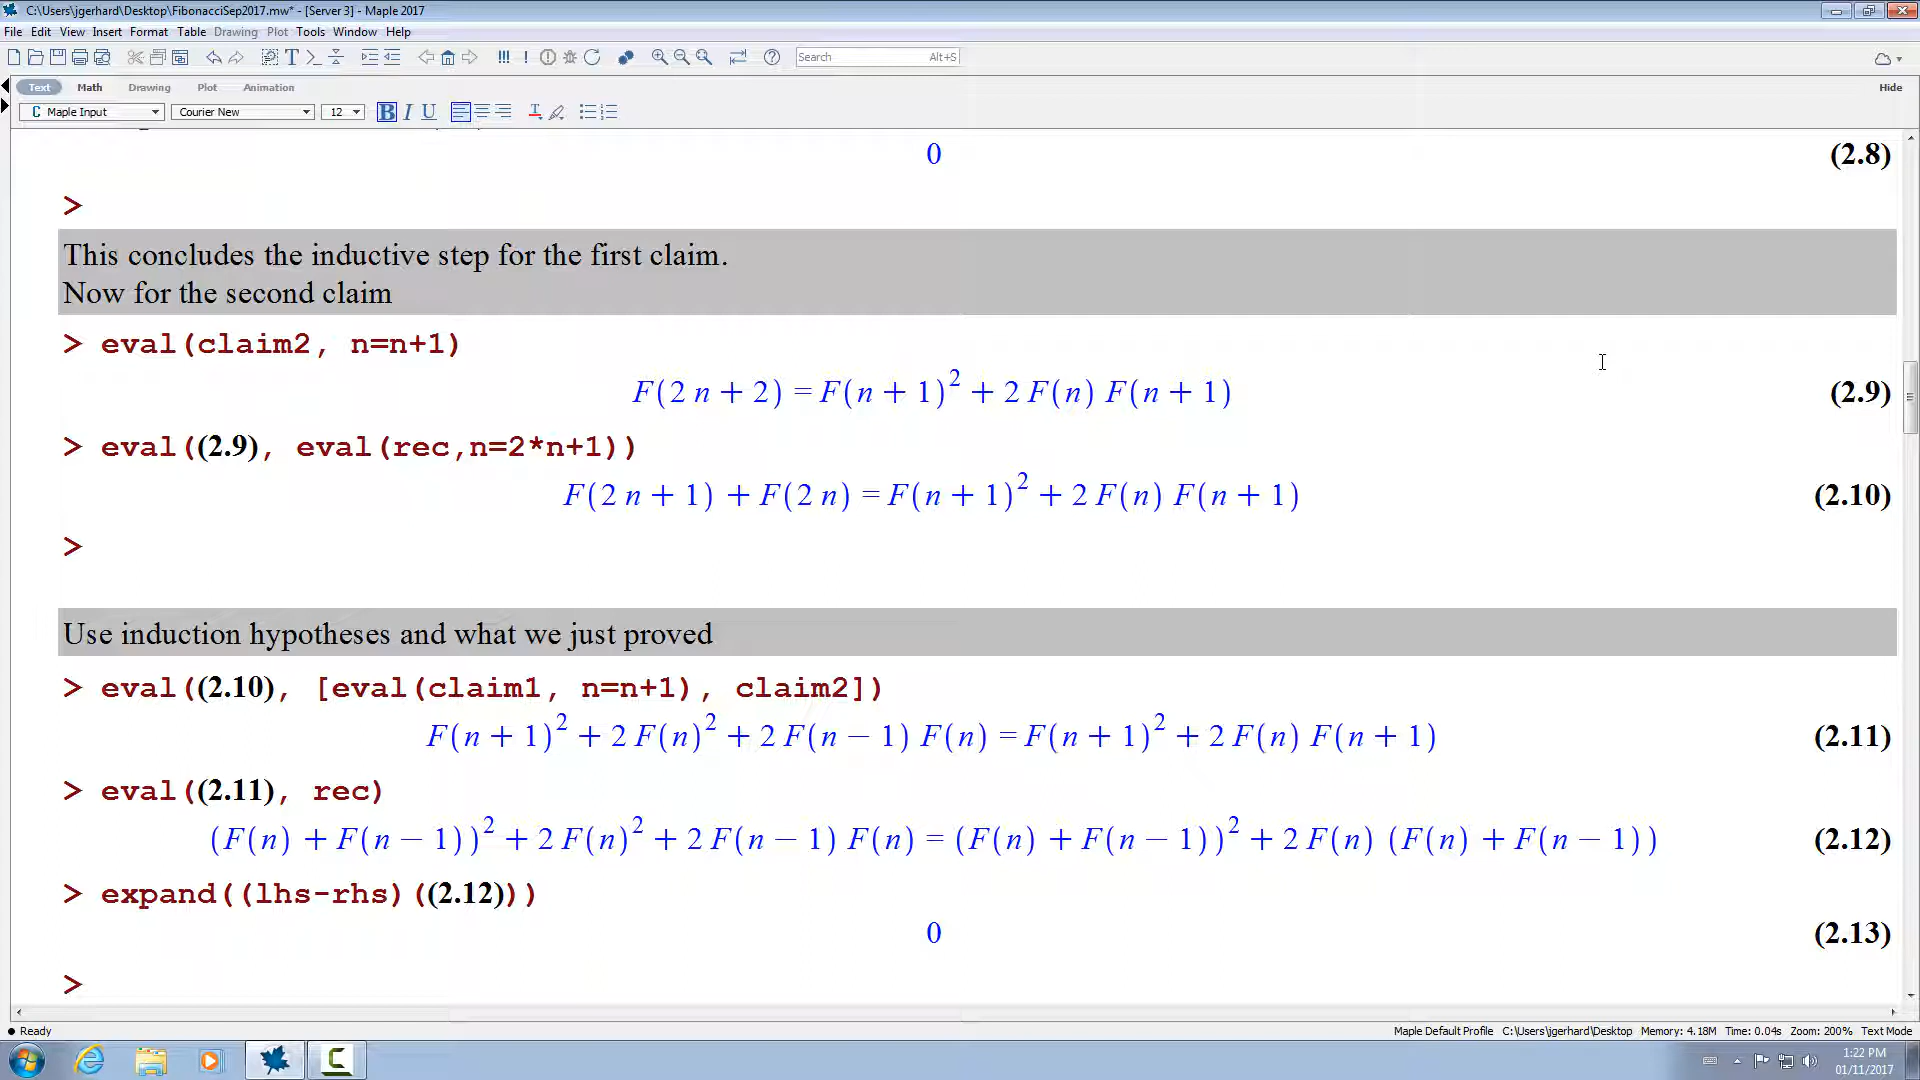 C:\Users\jgerhard\Desktop\FibonacciSep2017.mw* - [Server 3] - Maple 2017
File Edit View Insert Format Table Drawing Plot Tools Window Help
Search Alt+S
Text Math Drawing Plot Animation Hide
C Maple Input Courier New 12 B I U
0 (2.8)
>
This concludes the inductive step for the first claim.
Now for the second claim
> eval(claim2, n=n+1)
F(2 n + 2) = F(n + 1)^2 + 2 F(n) F(n + 1) (2.9)
> eval((2.9), eval(rec,n=2*n+1))
F(2 n + 1) + F(2 n) = F(n + 1)^2 + 2 F(n) F(n + 1) (2.10)
>
Use induction hypotheses and what we just proved
> eval((2.10), [eval(claim1, n=n+1), claim2])
F(n + 1)^2 + 2 F(n)^2 + 2 F(n − 1) F(n) = F(n + 1)^2 + 2 F(n) F(n + 1) (2.11)
> eval((2.11), rec)
(F(n) + F(n − 1))^2 + 2 F(n)^2 + 2 F(n − 1) F(n) = (F(n) + F(n − 1))^2 + 2 F(n) (F(n) + F(n − 1)) (2.12)
> expand((lhs-rhs)((2.12)))
0 (2.13)
>
Ready Maple Default Profile C:\Users\jgerhard\Desktop Memory: 4.18M Time: 0.04s Zoom: 200% Text Mode
1:22 PM
01/11/2017